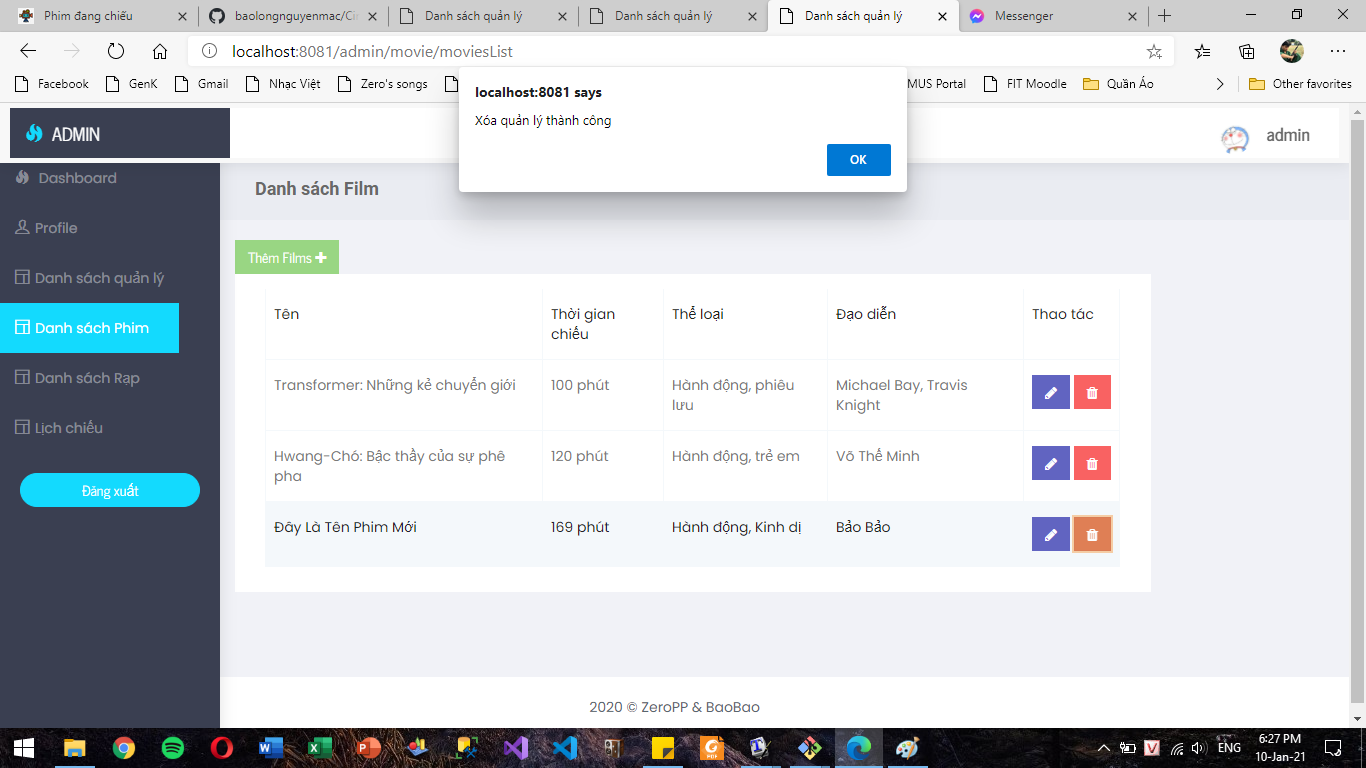 Phim đang chiếu
baolongnguyenmac/Cin
Danh sách quản lý
Danh sách quản lý
Danh sách quản lý
Messenger
localhost:8081/admin/movie/moviesList
Facebook
GenK
Gmail
Nhạc Việt
Zero's songs
MUS Portal
FIT Moodle
Quần Áo
Other favorites
localhost:8081 says
Xóa quản lý thành công
OK
ADMIN
admin
Dashboard
Profile
Danh sách quản lý
Danh sách Phim
Danh sách Rạp
Lịch chiếu
Đăng xuất
Danh sách Film
Thêm Films
Tên
Thời gian
chiếu
Thể loại
Đạo diễn
Thao tác
Transformer: Những kẻ chuyển giới
100 phút
Hành động, phiêu
lưu
Michael Bay, Travis
Knight
Hwang-Chó: Bậc thầy của sự phê
pha
120 phút
Hành động, trẻ em
Võ Thế Minh
Đây Là Tên Phim Mới
169 phút
Hành động, Kinh dị
Bảo Bảo
2020 © ZeroPP & BaoBao
ENG
6:27 PM
10-Jan-21